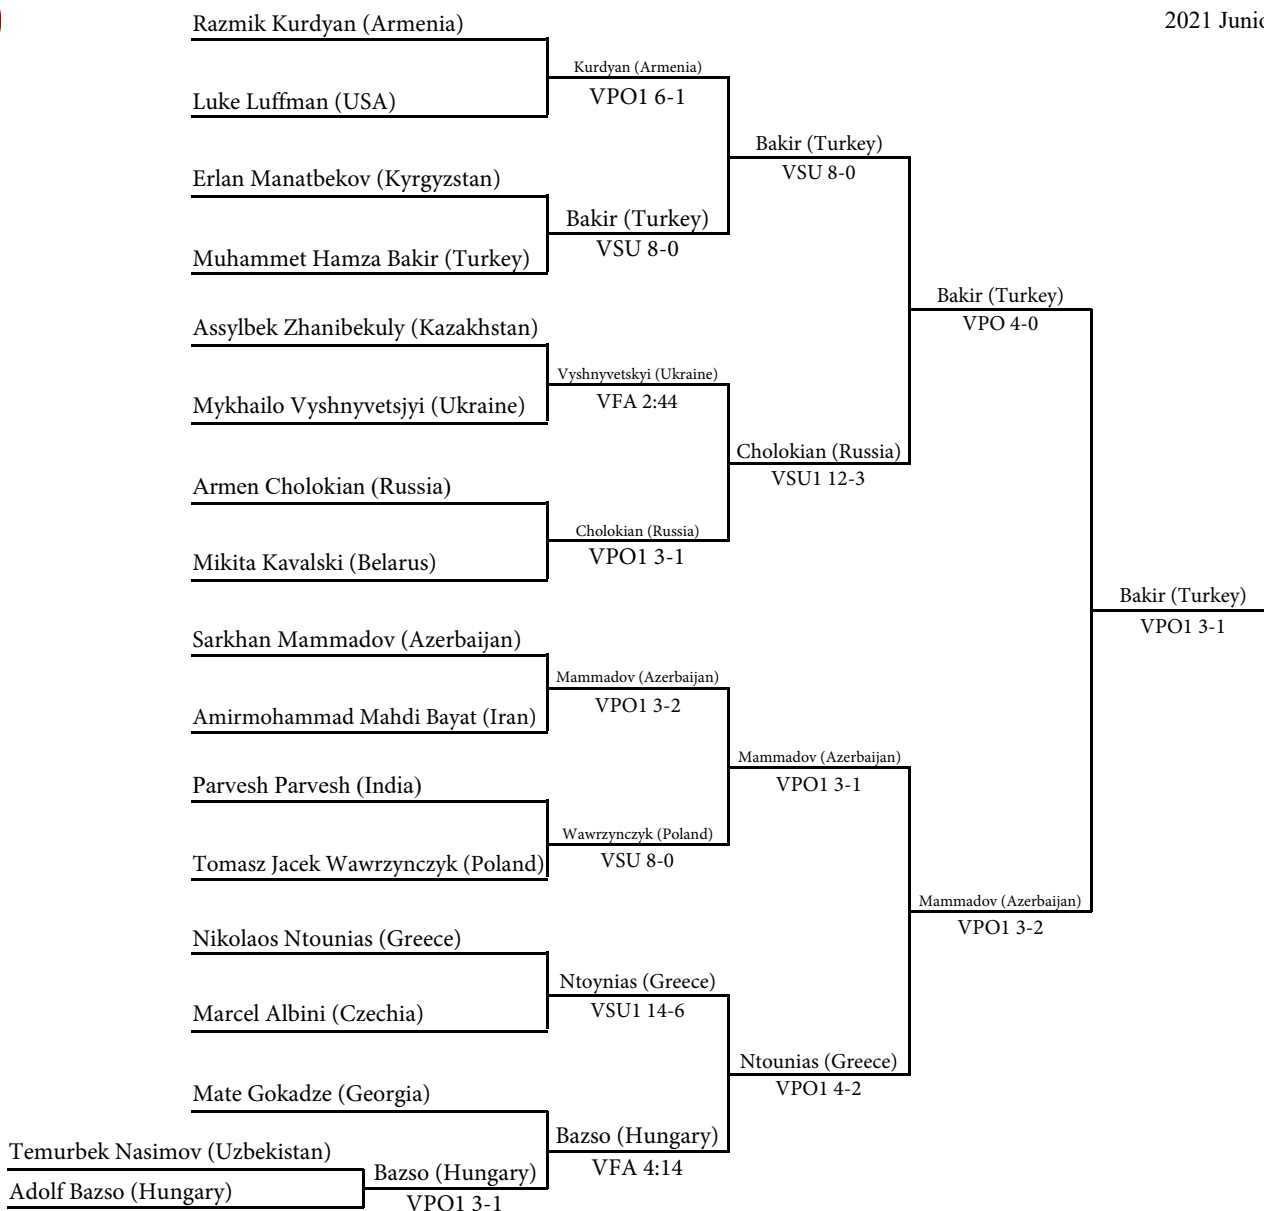 Razmik Kurdyan (Armenia)
2021 Junio
Kurdyan (Armenia)
VPO1 6-1
Luke Luffman (USA)
Bakir (Turkey)
VSU 8-0
Erlan Manatbekov (Kyrgyzstan)
Bakir (Turkey)
VSU 8-0
Muhammet Hamza Bakir (Turkey)
Bakir (Turkey)
VPO 4-0
Assylbek Zhanibekuly (Kazakhstan)
Vyshnyvetskyi (Ukraine)
VFA 2:44
Mykhailo Vyshnyvetsjyi (Ukraine)
Cholokian (Russia)
VSU1 12-3
Armen Cholokian (Russia)
Cholokian (Russia)
VPO1 3-1
Mikita Kavalski (Belarus)
Bakir (Turkey)
VPO1 3-1
Sarkhan Mammadov (Azerbaijan)
Mammadov (Azerbaijan)
VPO1 3-2
Amirmohammad Mahdi Bayat (Iran)
Mammadov (Azerbaijan)
VPO1 3-1
Parvesh Parvesh (India)
Wawrzynczyk (Poland)
VSU 8-0
Tomasz Jacek Wawrzynczyk (Poland)
Mammadov (Azerbaijan)
VPO1 3-2
Nikolaos Ntounias (Greece)
Ntoynias (Greece)
VSU1 14-6
Marcel Albini (Czechia)
Ntounias (Greece)
VPO1 4-2
Mate Gokadze (Georgia)
Bazso (Hungary)
VFA 4:14
Temurbek Nasimov (Uzbekistan)
Bazso (Hungary)
VPO1 3-1
Adolf Bazso (Hungary)